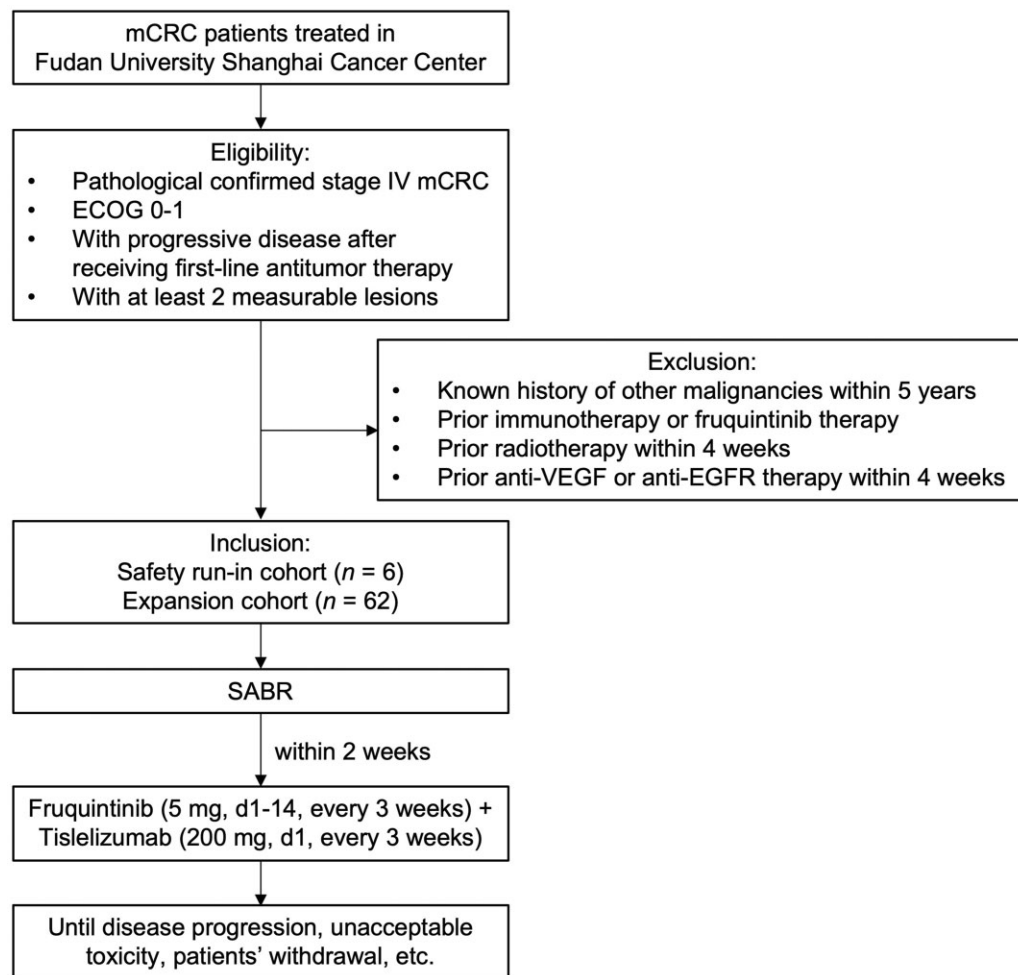 mCRC patients treated in
Fudan University Shanghai Cancer Center
Eligibility:
• Pathological confirmed stage IV mCRC
• ECOG 0-1
• With progressive disease after
receiving first-line antitumor therapy
• With at least 2 measurable lesions
Exclusion:
• Known history of other malignancies within 5 years
• Prior immunotherapy or fruquintinib therapy
• Prior radiotherapy within 4 weeks
• Prior anti-VEGF or anti-EGFR therapy within 4 weeks
Inclusion:
Safety run-in cohort (n = 6)
Expansion cohort (n = 62)
SABR
within 2 weeks
Fruquintinib (5 mg, d1-14, every 3 weeks) +
Tislelizumab (200 mg, d1, every 3 weeks)
Until disease progression, unacceptable
toxicity, patients’ withdrawal, etc.